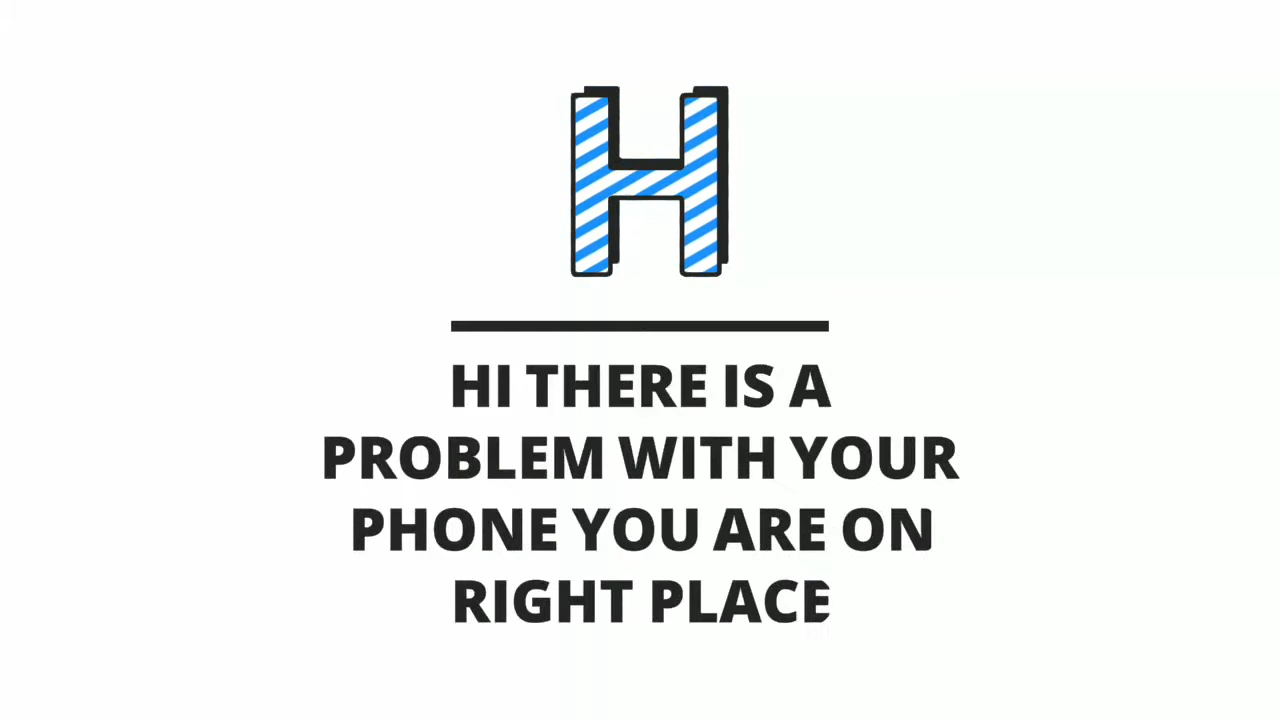 H
HI THERE IS A
PROBLEM WITH YOUR
PHONE YOU ARE ON
RIGHT PLACE